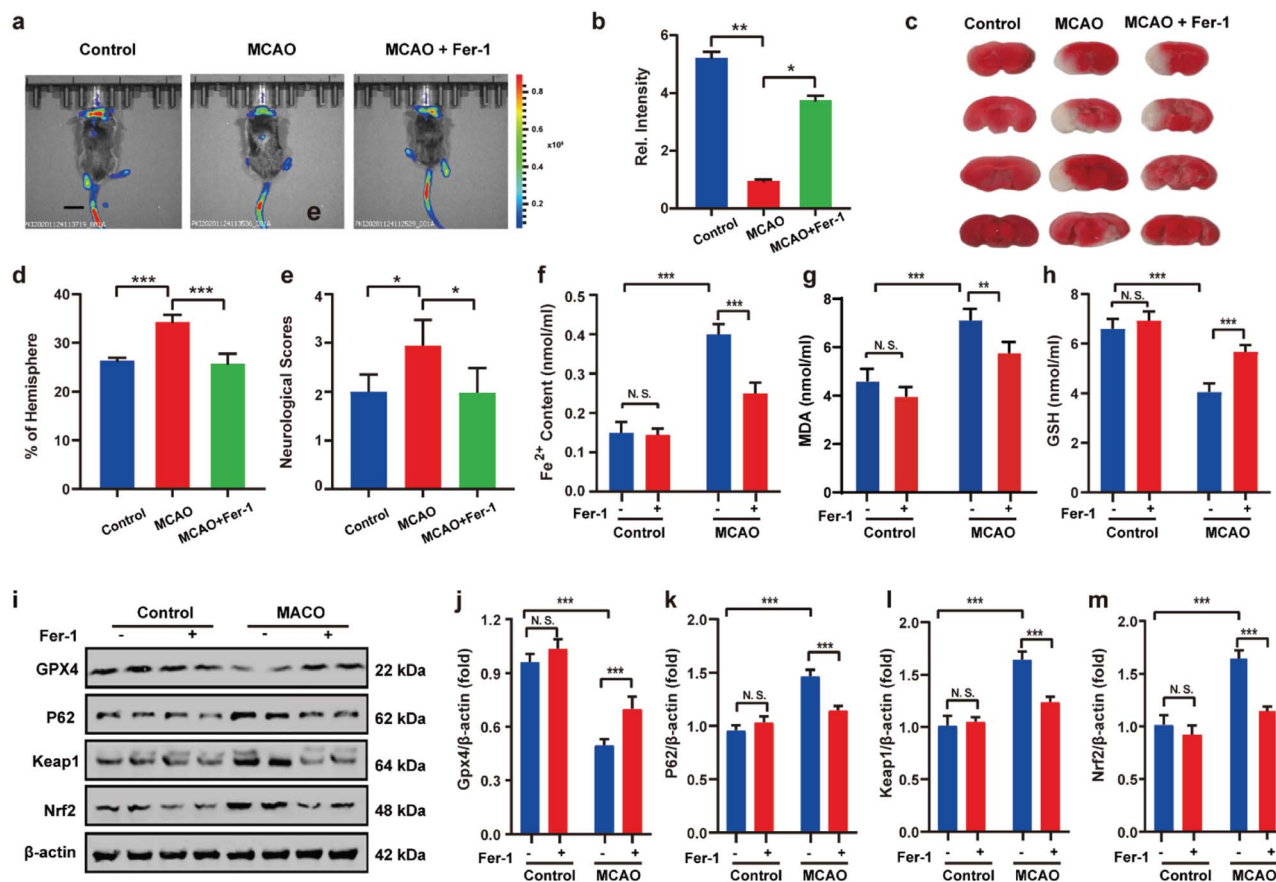 a
Control
MCAO
MCAO + Fer-1
0.8
0.6
x10⁶
0.4
0.2
e
b
Rel. Intensity
6
4
2
0
**
*
Control
MCAO
MCAO+Fer-1
c
Control
MCAO
MCAO + Fer-1
d
% of Hemisphere
40
30
20
10
0
***
***
Control
MCAO
MCAO+Fer-1
e
Neurological Scores
4
3
2
1
0
*
*
Control
MCAO
MCAO+Fer-1
f
Fe2+ Content (nmol/ml)
0.5
0.4
0.3
0.2
0.1
0.0
***
N. S.
***
Fer-1 - + - +
Control MCAO
g
MDA (nmol/ml)
8
6
4
2
0
***
N. S.
**
Fer-1 - + - +
Control MCAO
h
GSH (nmol/ml)
8
6
4
2
0
***
N. S.
***
Fer-1 - + - +
Control MCAO
i
Control MACO
Fer-1 - + - +
GPX4 22 kDa
P62 62 kDa
Keap1 64 kDa
Nrf2 48 kDa
β-actin 42 kDa
j
Gpx4/β-actin (fold)
1.2
0.9
0.6
0.3
0.0
***
N. S.
***
Fer-1 - + - +
Control MCAO
k
P62/β-actin (fold)
2.0
1.5
1.0
0.5
0.0
***
N. S.
***
Fer-1 - + - +
Control MCAO
l
Keap1/β-actin (fold)
2.0
1.5
1.0
0.5
0.0
***
N. S.
***
Fer-1 - + - +
Control MCAO
m
Nrf2/β-actin (fold)
2.0
1.5
1.0
0.5
0.0
***
N. S.
***
Fer-1 - + - +
Control MCAO